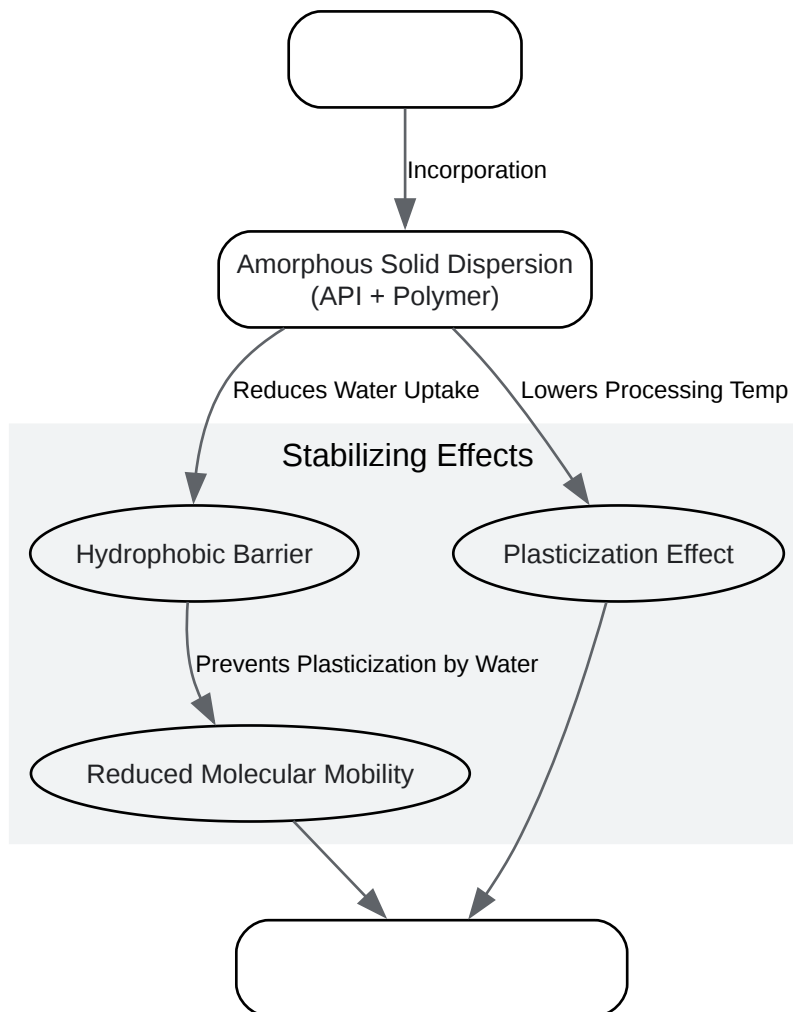 Incorporation
Amorphous Solid Dispersion
(API + Polymer)
Reduces Water Uptake
Lowers Processing Temp
Stabilizing Effects
Hydrophobic Barrier
Plasticization Effect
Prevents Plasticization by Water
Reduced Molecular Mobility